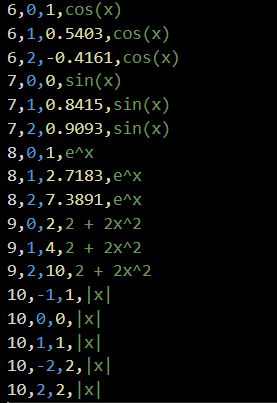 6,0,1,cos(x)
6,1,0.5403,cos(x)
6,2,-0.4161,cos(x)
7,0,0,sin(x)
7,1,0.8415,sin(x)
7,2,0.9093,sin(x)
8,0,1,e^x
8,1,2.7183,e^x
8,2,7.3891,e^x
9,0,2,2 + 2x^2
9,1,4,2 + 2x^2
9,2,10,2 + 2x^2
10,-1,1,|x|
10,0,0,|x|
10,1,1,|x|
10,-2,2,|x|
10,2,2,|x|